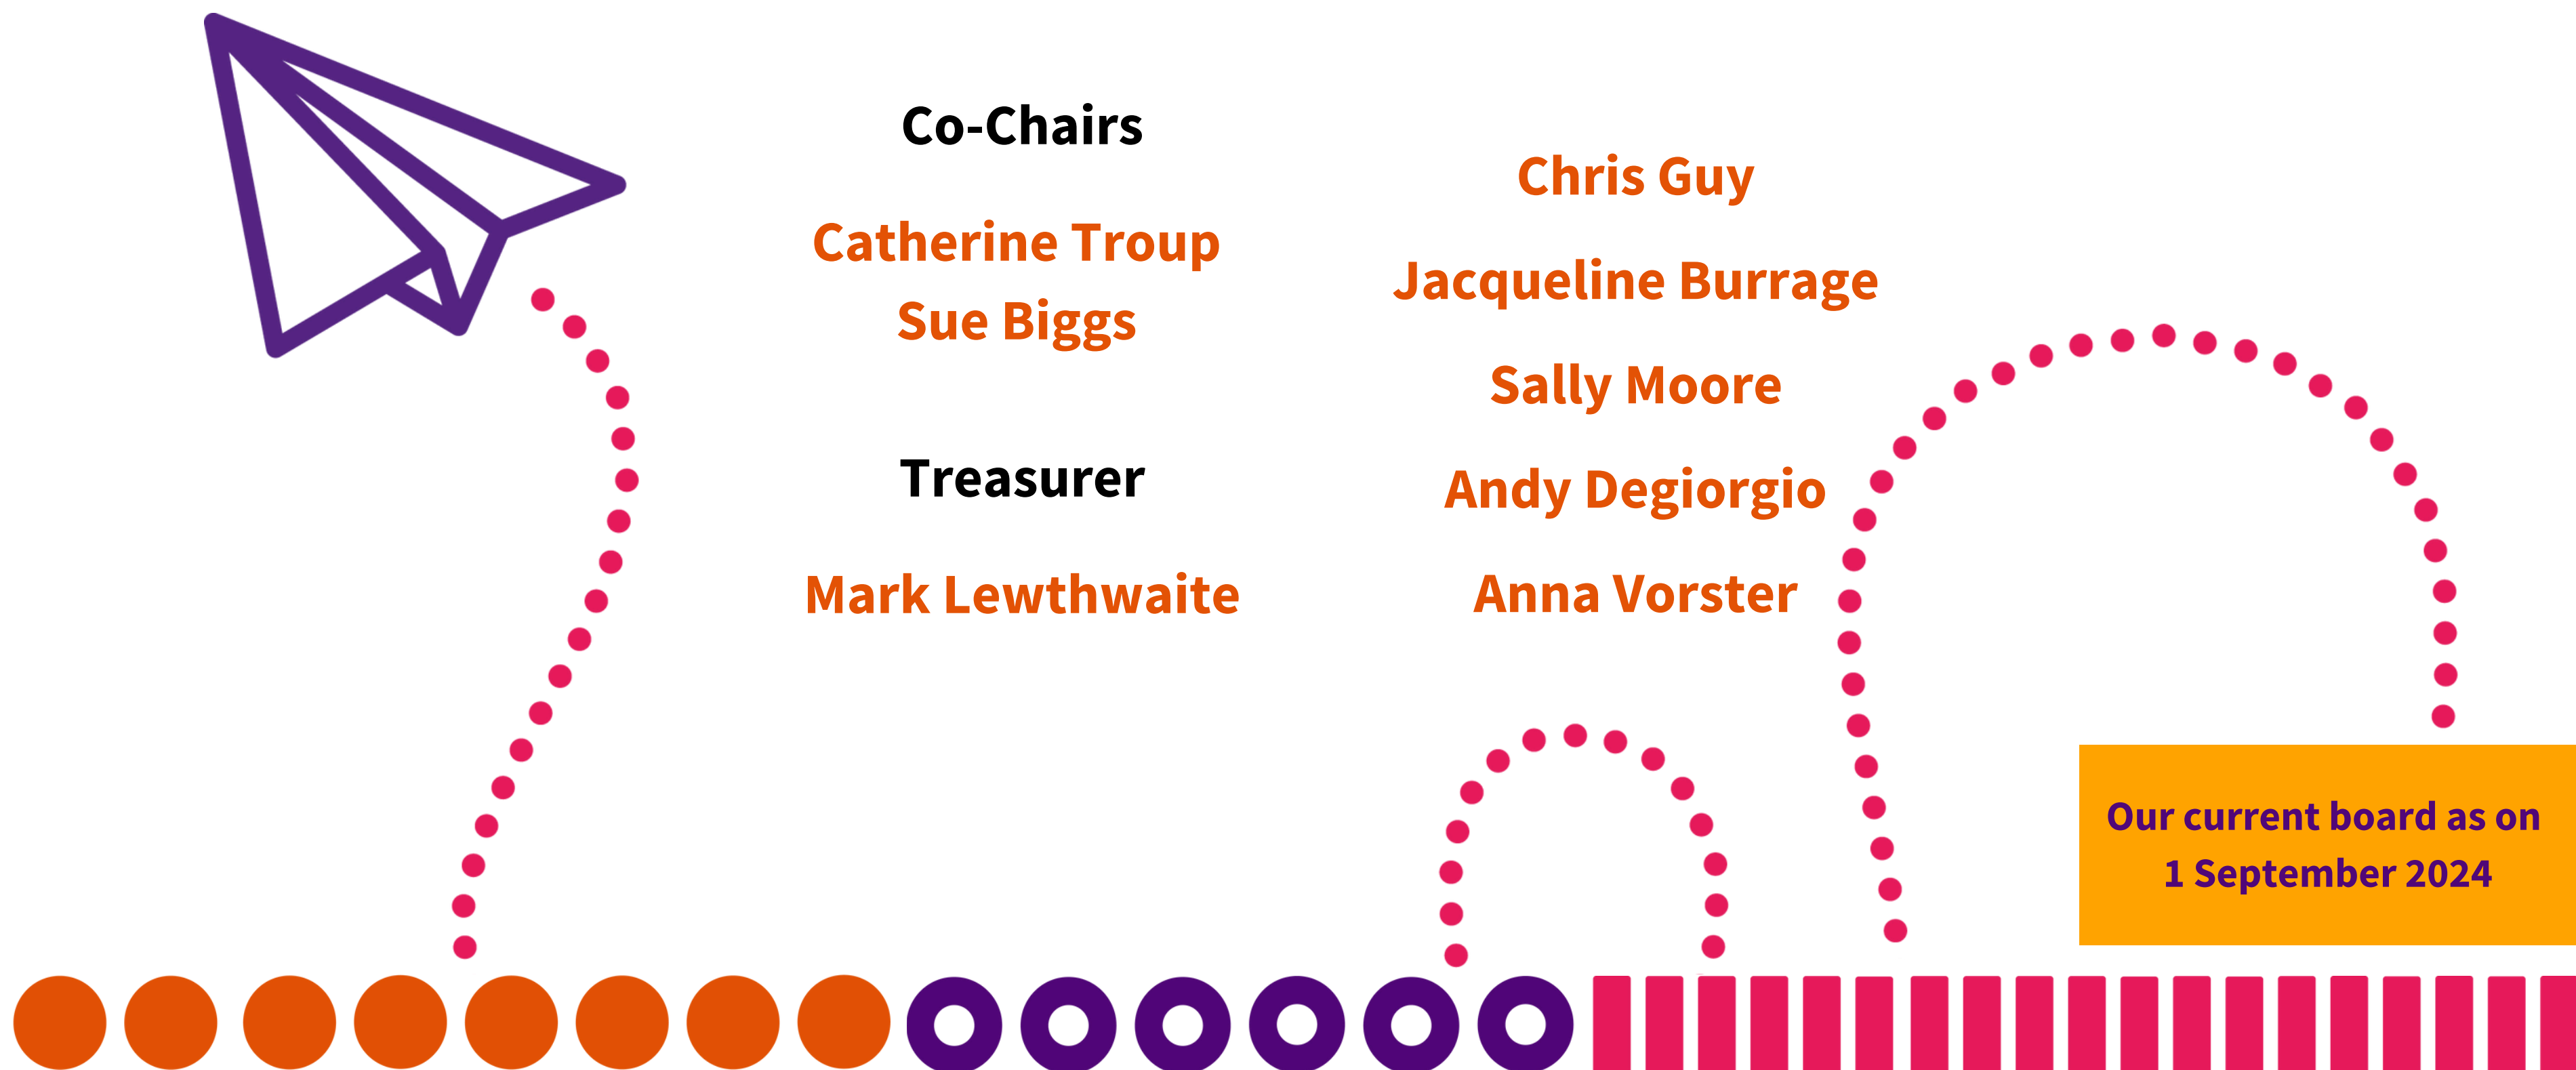 Co-Chairs
Catherine Troup
Sue Biggs
Treasurer
Mark Lewthwaite
Chris Guy
Jacqueline Burrage
Sally Moore
Andy Degiorgio
Anna Vorster
Our current board as on
1 September 2024